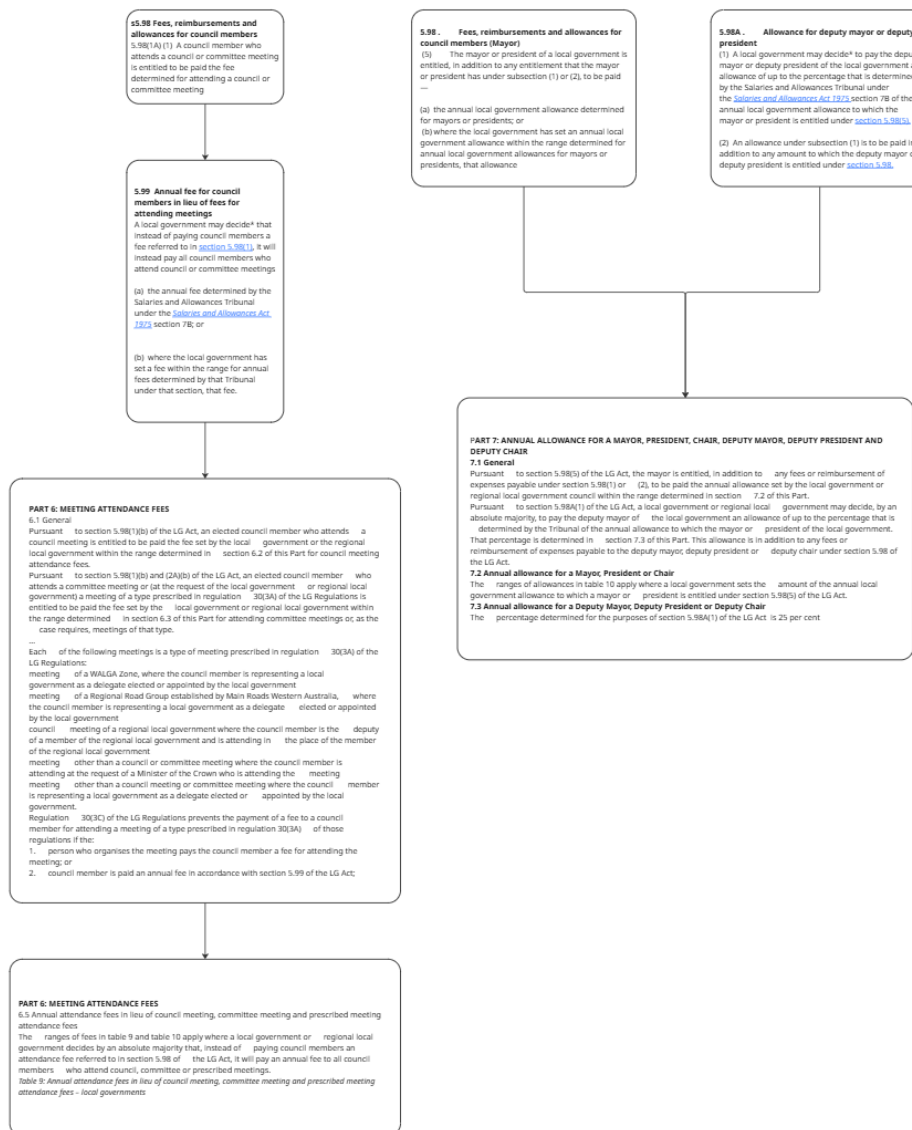 s5.98 Fees, reimbursements and
allowances for council members
5.98(1A) (1) A council member who
attends a council or committee meeting
is entitled to be paid the fee
determined for attending a council or
committee meeting
5.99 Annual fee for council
members in lieu of fees for
attending meetings
A local government may decide* that
instead of paying council members a
fee referred to in section 5.98(1), it will
instead pay all council members who
attend council or committee meetings
(a) the annual fee determined by the
Salaries and Allowances Tribunal
under the Salaries and Allowances Act
1975 section 7B; or
(b) where the local government has
set a fee within the range for annual
fees determined by that Tribunal
under that section, that fee.
PART 6: MEETING ATTENDANCE FEES
6.1 General
Pursuant to section 5.98(1)(b) of the LG Act, an elected council member who attends a
council meeting is entitled to be paid the fee set by the local government or the regional
local government within the range determined in section 6.2 of this Part for council meeting
attendance fees.
Pursuant to section 5.98(1)(b) and (2A)(b) of the LG Act, an elected council member who
attends a committee meeting or (at the request of the local government or regional local
government) a meeting of a type prescribed in regulation 30(3A) of the LG Regulations is
entitled to be paid the fee set by the local government or regional local government within
the range determined in section 6.3 of this Part for attending committee meetings or, as the
case requires, meetings of that type.
...
Each of the following meetings is a type of meeting prescribed in regulation 30(3A) of the
LG Regulations:
meeting of a WALGA Zone, where the council member is representing a local
government as a delegate elected or appointed by the local government
meeting of a Regional Road Group established by Main Roads Western Australia, where
the council member is representing a local government as a delegate elected or appointed
by the local government
council meeting of a regional local government where the council member is the deputy
of a member of the regional local government and is attending in the place of the member
of the regional local government
meeting other than a council or committee meeting where the council member is
attending at the request of a Minister of the Crown who is attending the meeting
meeting other than a council meeting or committee meeting where the council member
is representing a local government as a delegate elected or appointed by the local
government.
Regulation 30(3C) of the LG Regulations prevents the payment of a fee to a council
member for attending a meeting of a type prescribed in regulation 30(3A) of those
regulations if the:
1. person who organises the meeting pays the council member a fee for attending the
meeting; or
2. council member is paid an annual fee in accordance with section 5.99 of the LG Act;
PART 6: MEETING ATTENDANCE FEES
6.5 Annual attendance fees in lieu of council meeting, committee meeting and prescribed meeting
attendance fees
The ranges of fees in table 9 and table 10 apply where a local government or regional local
government decides by an absolute majority that, instead of paying council members an
attendance fee referred to in section 5.98 of the LG Act, it will pay an annual fee to all council
members who attend council, committee or prescribed meetings.
Table 9: Annual attendance fees in lieu of council meeting, committee meeting and prescribed meeting
attendance fees – local governments
5.98 . Fees, reimbursements and allowances for
council members (Mayor)
(5) The mayor or president of a local government is
entitled, in addition to any entitlement that the mayor
or president has under subsection (1) or (2), to be paid
—
(a) the annual local government allowance determined
for mayors or presidents; or
(b) where the local government has set an annual local
government allowance within the range determined for
annual local government allowances for mayors or
presidents, that allowance
5.98A . Allowance for deputy mayor or deputy
president
(1) A local government may decide* to pay the deputy
mayor or deputy president of the local government a
allowance of up to the percentage that is determined
by the Salaries and Allowances Tribunal under
the Salaries and Allowances Act 1975 section 7B of the
annual local government allowance to which the
mayor or president is entitled under section 5.98(5).
(2) An allowance under subsection (1) is to be paid in
addition to any amount to which the deputy mayor o
deputy president is entitled under section 5.98.
PART 7: ANNUAL ALLOWANCE FOR A MAYOR, PRESIDENT, CHAIR, DEPUTY MAYOR, DEPUTY PRESIDENT AND
DEPUTY CHAIR
7.1 General
Pursuant to section 5.98(5) of the LG Act, the mayor is entitled, in addition to any fees or reimbursement of
expenses payable under section 5.98(1) or (2), to be paid the annual allowance set by the local government or
regional local government council within the range determined in section 7.2 of this Part.
Pursuant to section 5.98A(1) of the LG Act, a local government or regional local government may decide, by an
absolute majority, to pay the deputy mayor of the local government an allowance of up to the percentage that is
determined by the Tribunal of the annual allowance to which the mayor or president of the local government.
That percentage is determined in section 7.3 of this Part. This allowance is in addition to any fees or
reimbursement of expenses payable to the deputy mayor, deputy president or deputy chair under section 5.98 of
the LG Act.
7.2 Annual allowance for a Mayor, President or Chair
The ranges of allowances in table 10 apply where a local government sets the amount of the annual local
government allowance to which a mayor or president is entitled under section 5.98(5) of the LG Act.
7.3 Annual allowance for a Deputy Mayor, Deputy President or Deputy Chair
The percentage determined for the purposes of section 5.98A(1) of the LG Act is 25 per cent